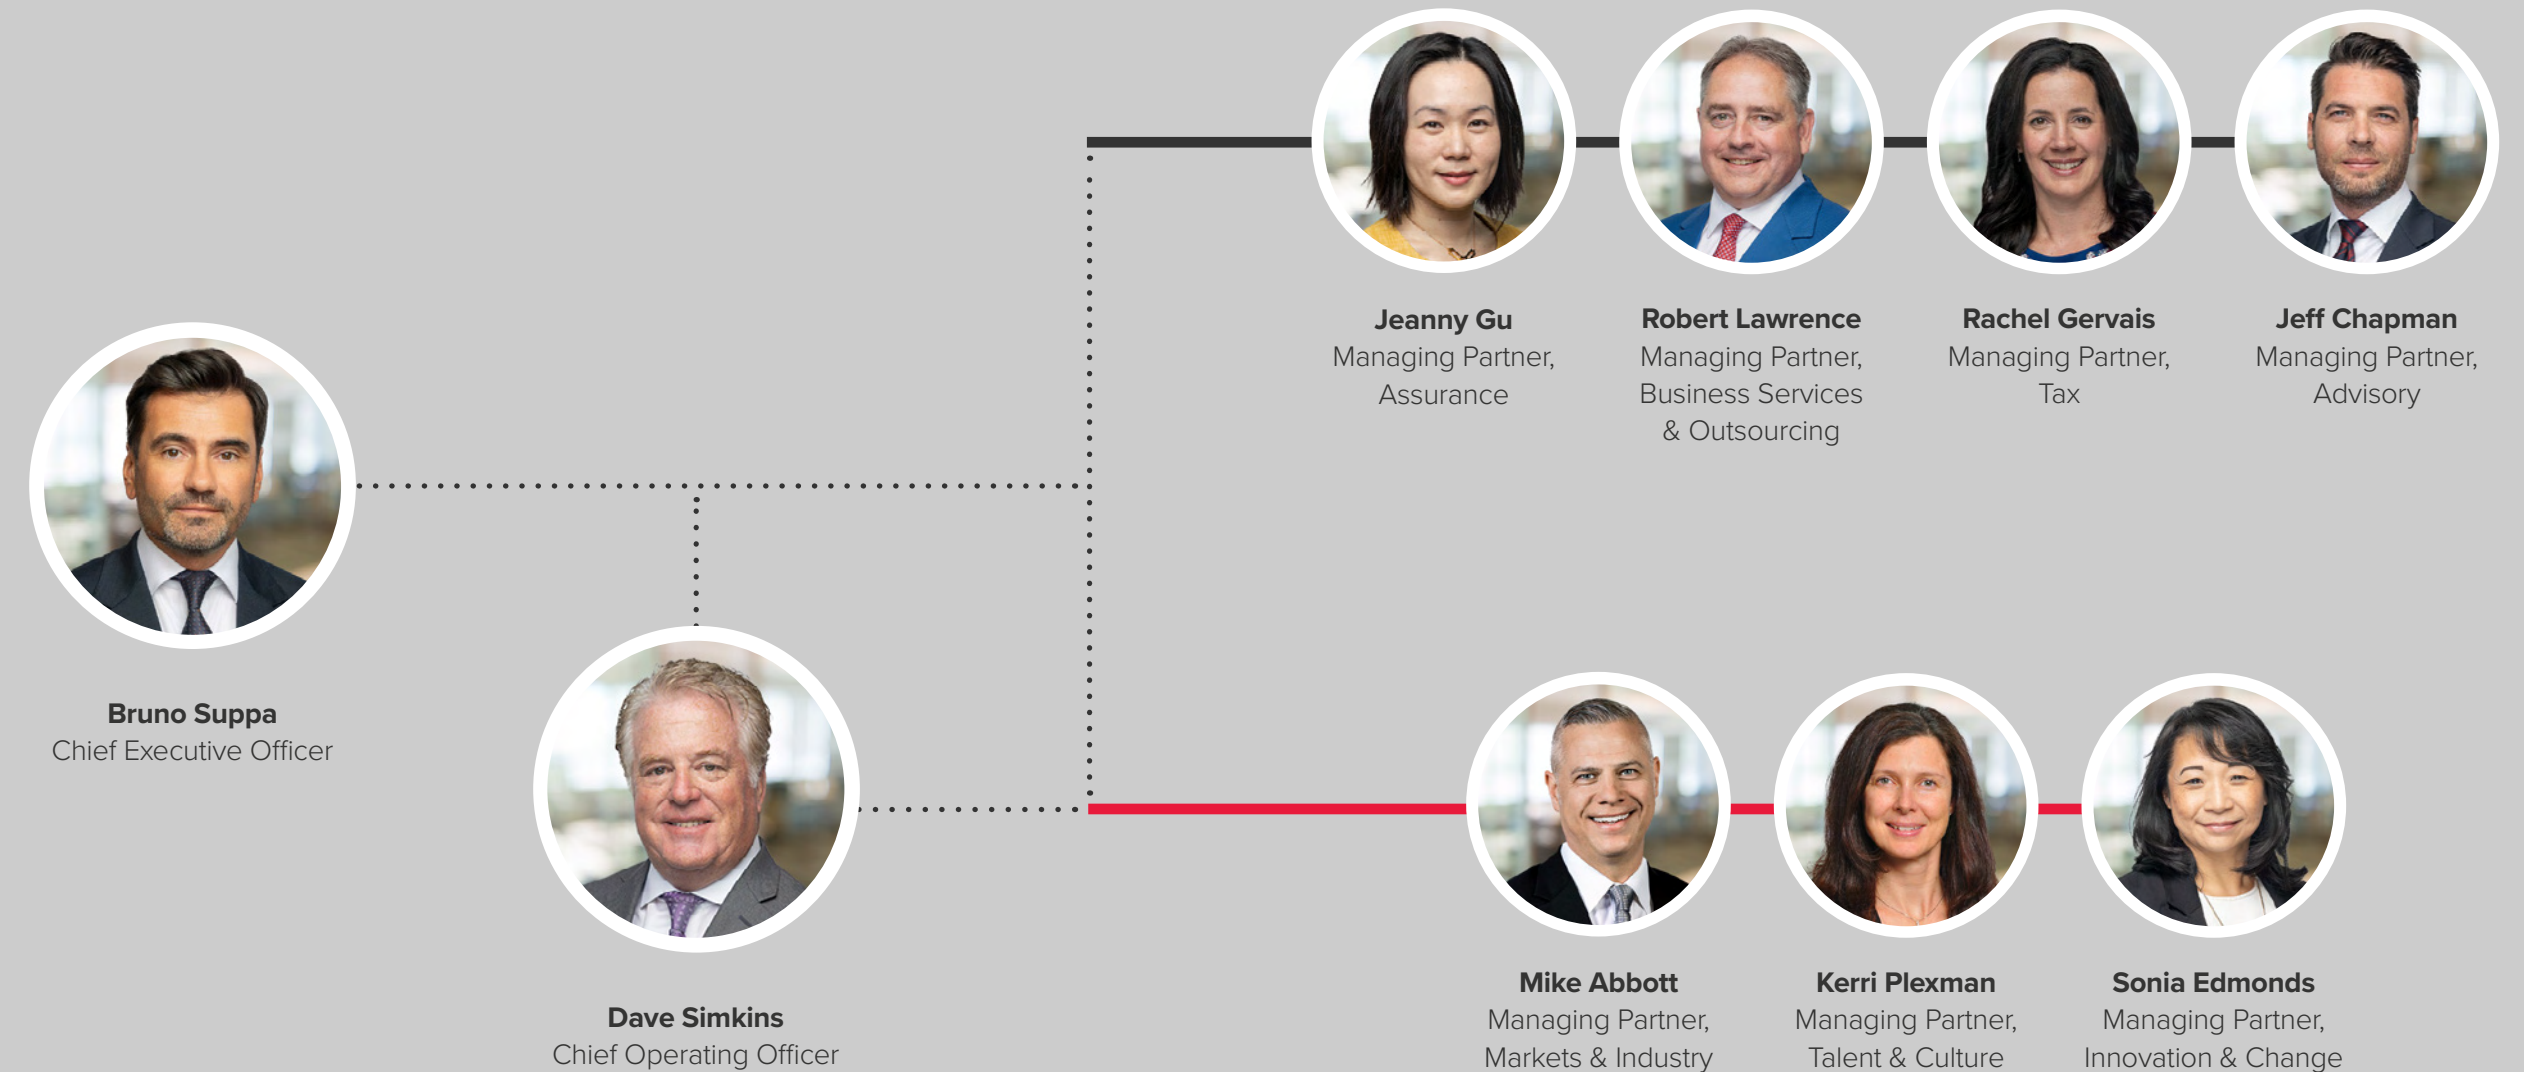 Jeanny Gu
Managing Partner,
Assurance
Robert Lawrence
Managing Partner,
Business Services
& Outsourcing
Rachel Gervais
Managing Partner,
Tax
Jeff Chapman
Managing Partner,
Advisory
Bruno Suppa
Chief Executive Officer
Dave Simkins
Chief Operating Officer
Mike Abbott
Managing Partner,
Markets & Industry
Kerri Plexman
Managing Partner,
Talent & Culture
Sonia Edmonds
Managing Partner,
Innovation & Change